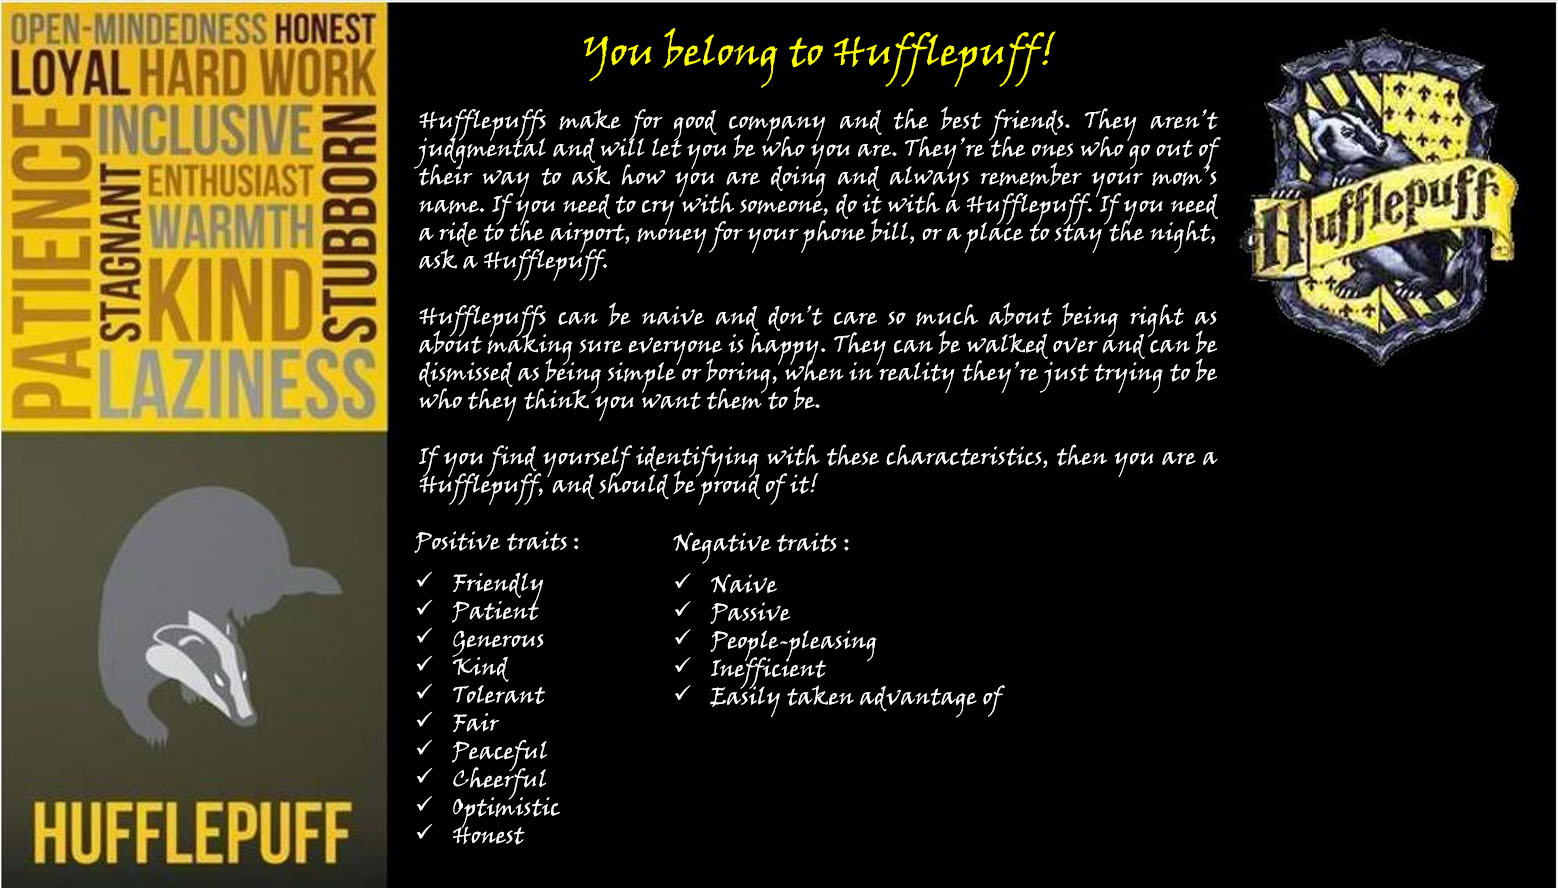 OPEN-MINDEDNESS HONEST
LOYAL HARD WORK
PATIENCE
INCLUSIVE
STAGNANT
ENTHUSIAST
WARMTH
KIND
STUBBORN
LAZINESS
HUFFLEPUFF
You belong to Hufflepuff!
Hufflepuffs make for good company and the best friends. They aren't
judgmental and will let you be who you are. They're the ones who go out of
their way to ask how you are doing and always remember your mom's
name. If you need to cry with someone, do it with a Hufflepuff. If you need
a ride to the airport, money for your phone bill, or a place to stay the night,
ask a Hufflepuff.
Hufflepuffs can be naive and don't care so much about being right as
about making sure everyone is happy. They can be walked over and can be
dismissed as being simple or boring, when in reality they're just trying to be
who they think you want them to be.
If you find yourself identifying with these characteristics, then you are a
Hufflepuff, and should be proud of it!
Positive traits :
✓ Friendly
✓ Patient
✓ Generous
✓ Kind
✓ Tolerant
✓ Fair
✓ Peaceful
✓ Cheerful
✓ Optimistic
✓ Honest
Negative traits :
✓ Naive
✓ Passive
✓ People-pleasing
✓ Inefficient
✓ Easily taken advantage of
Hufflepuff